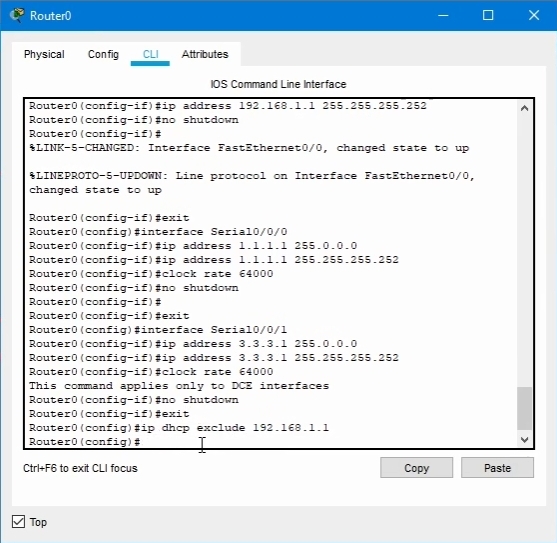 Router0
Physical Config CLI Attributes
IOS Command Line Interface
Router0(config-if)#ip address 192.168.1.1 255.255.255.252
Router0(config-if)#no shutdown
Router0(config-if)#
%LINK-5-CHANGED: Interface FastEthernet0/0, changed state to up
%LINEPROTO-5-UPDOWN: Line protocol on Interface FastEthernet0/0,
changed state to up
Router0(config-if)#exit
Router0(config)#interface Serial0/0/0
Router0(config-if)#ip address 1.1.1.1 255.0.0.0
Router0(config-if)#ip address 1.1.1.1 255.255.255.252
Router0(config-if)#clock rate 64000
Router0(config-if)#no shutdown
Router0(config-if)#
Router0(config-if)#exit
Router0(config)#interface Serial0/0/1
Router0(config-if)#ip address 3.3.3.1 255.0.0.0
Router0(config-if)#ip address 3.3.3.1 255.255.255.252
Router0(config-if)#clock rate 64000
This command applies only to DCE interfaces
Router0(config-if)#no shutdown
Router0(config-if)#exit
Router0(config)#ip dhcp exclude 192.168.1.1
Router0(config)#
Ctrl+F6 to exit CLI focus
Copy Paste
Top